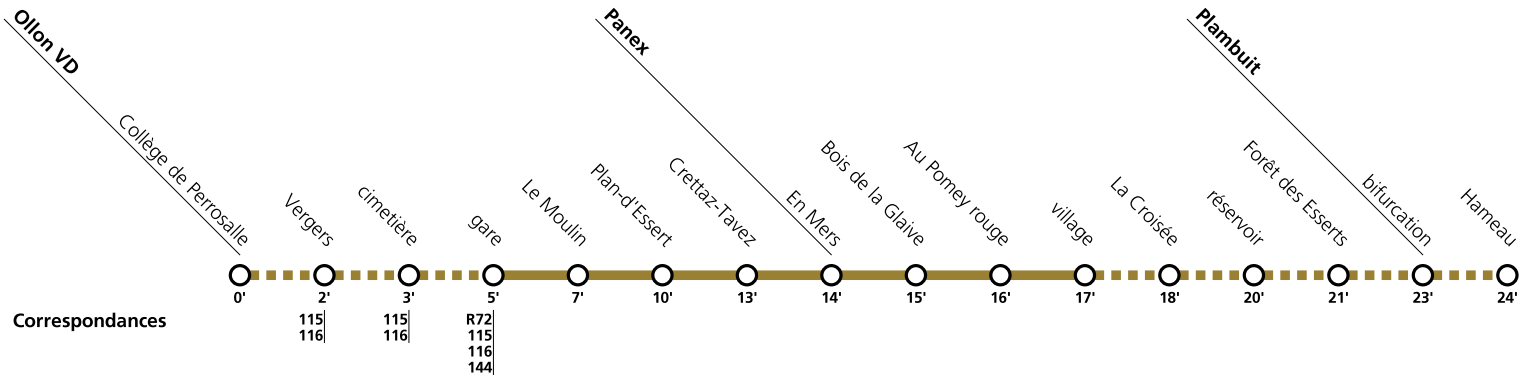 Ollon VD
Panex
Plambuit
Collège de Perrosalle
Vergers
cimetière
gare
Le Moulin
Plan-d'Essert
Crettaz-Tavez
En Mers
Bois de la Glaive
Au Pomey rouge
village
La Croisée
réservoir
Forêt des Esserts
bifurcation
Hameau
0' 2' 3' 5' 7' 10' 13' 14' 15' 16' 17' 18' 20' 21' 23' 24'
Correspondances 115 115 R72
116 116 115
116
144